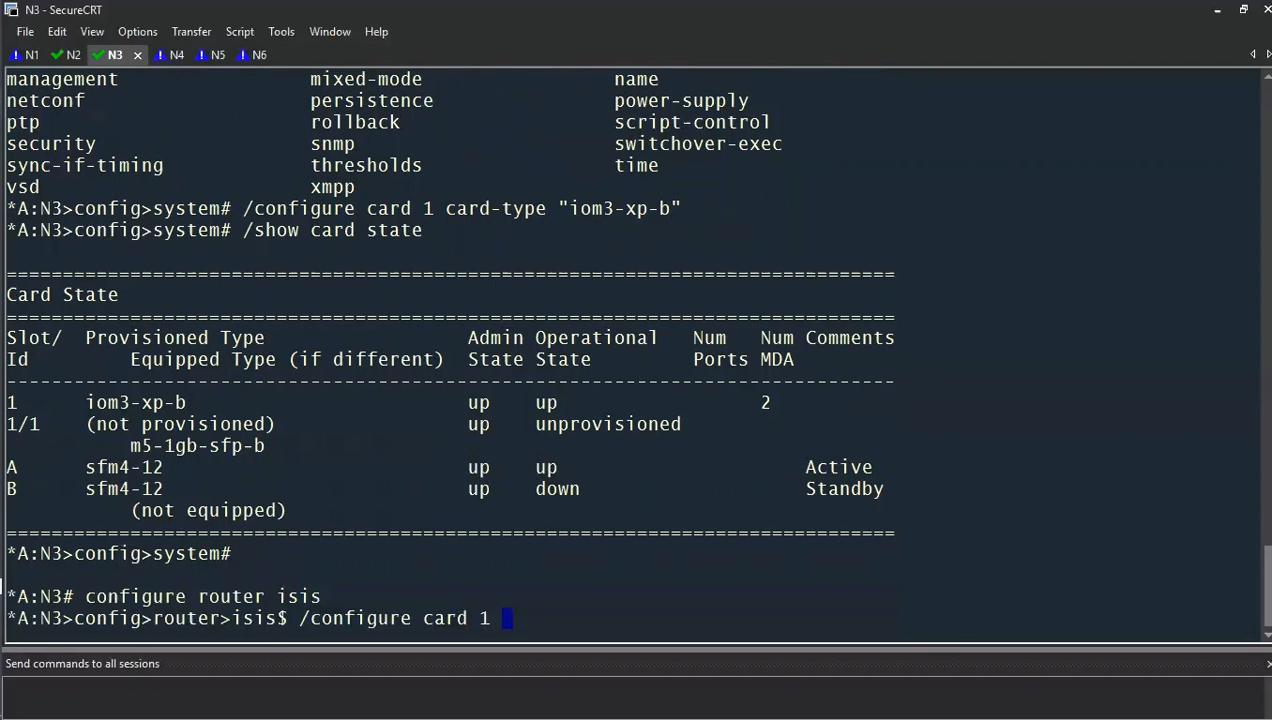 N3 - SecureCRT
File Edit View Options Transfer Script Tools Window Help
N1 N2 N3 N4 N5 N6
management mixed-mode name
netconf persistence power-supply
ptp rollback script-control
security snmp switchover-exec
sync-if-timing thresholds time
vsd xmpp
*A:N3>config>system# /configure card 1 card-type "iom3-xp-b"
*A:N3>config>system# /show card state
===============================================================================
Card State
===============================================================================
Slot/ Provisioned Type Admin Operational Num Num Comments
Id Equipped Type (if different) State State Ports MDA
-------------------------------------------------------------------------------
1 iom3-xp-b up up 2
1/1 (not provisioned) up unprovisioned
m5-1gb-sfp-b
A sfm4-12 up up Active
B sfm4-12 up down Standby
(not equipped)
===============================================================================
*A:N3>config>system#
*A:N3# configure router isis
*A:N3>config>router>isis$ /configure card 1
Send commands to all sessions